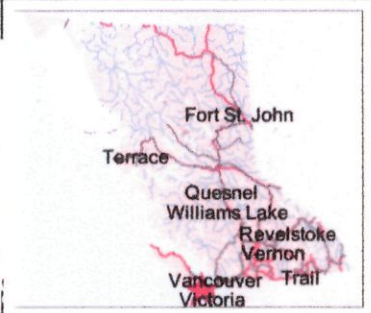 Fort St. John
Terrace
Quesnel
Williams Lake
Revelstoke
Vernon
Vancouver Trail
Victoria